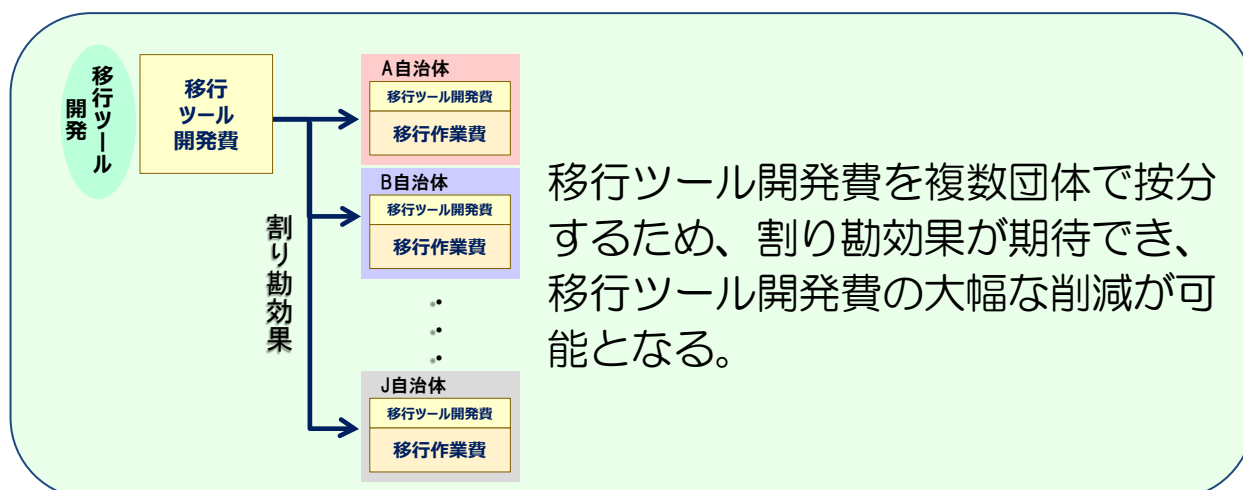 移行ツール
開発
移行
ツール
開発費
割り勘効果
A自治体
移行ツール開発費
移行作業費
B自治体
移行ツール開発費
移行作業費
J自治体
移行ツール開発費
移行作業費
移行ツール開発費を複数団体で按分
するため、割り勘効果が期待でき、
移行ツール開発費の大幅な削減が可
能となる。